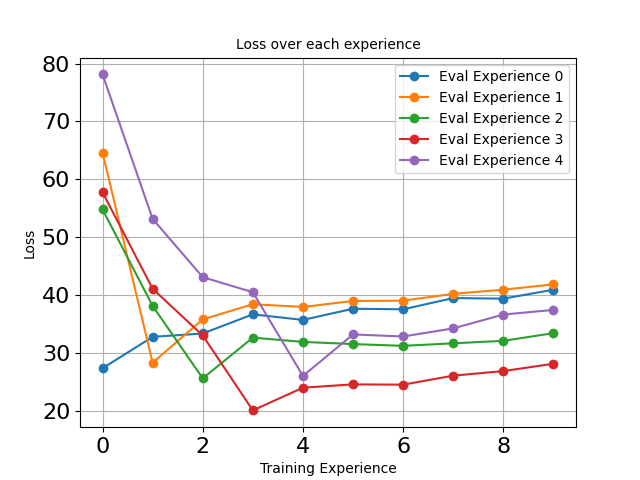 Loss over each experience
80
70
60
50
40
30
20
Loss
Eval Experience 0
Eval Experience 1
Eval Experience 2
Eval Experience 3
Eval Experience 4
0 2 4 6 8
Training Experience